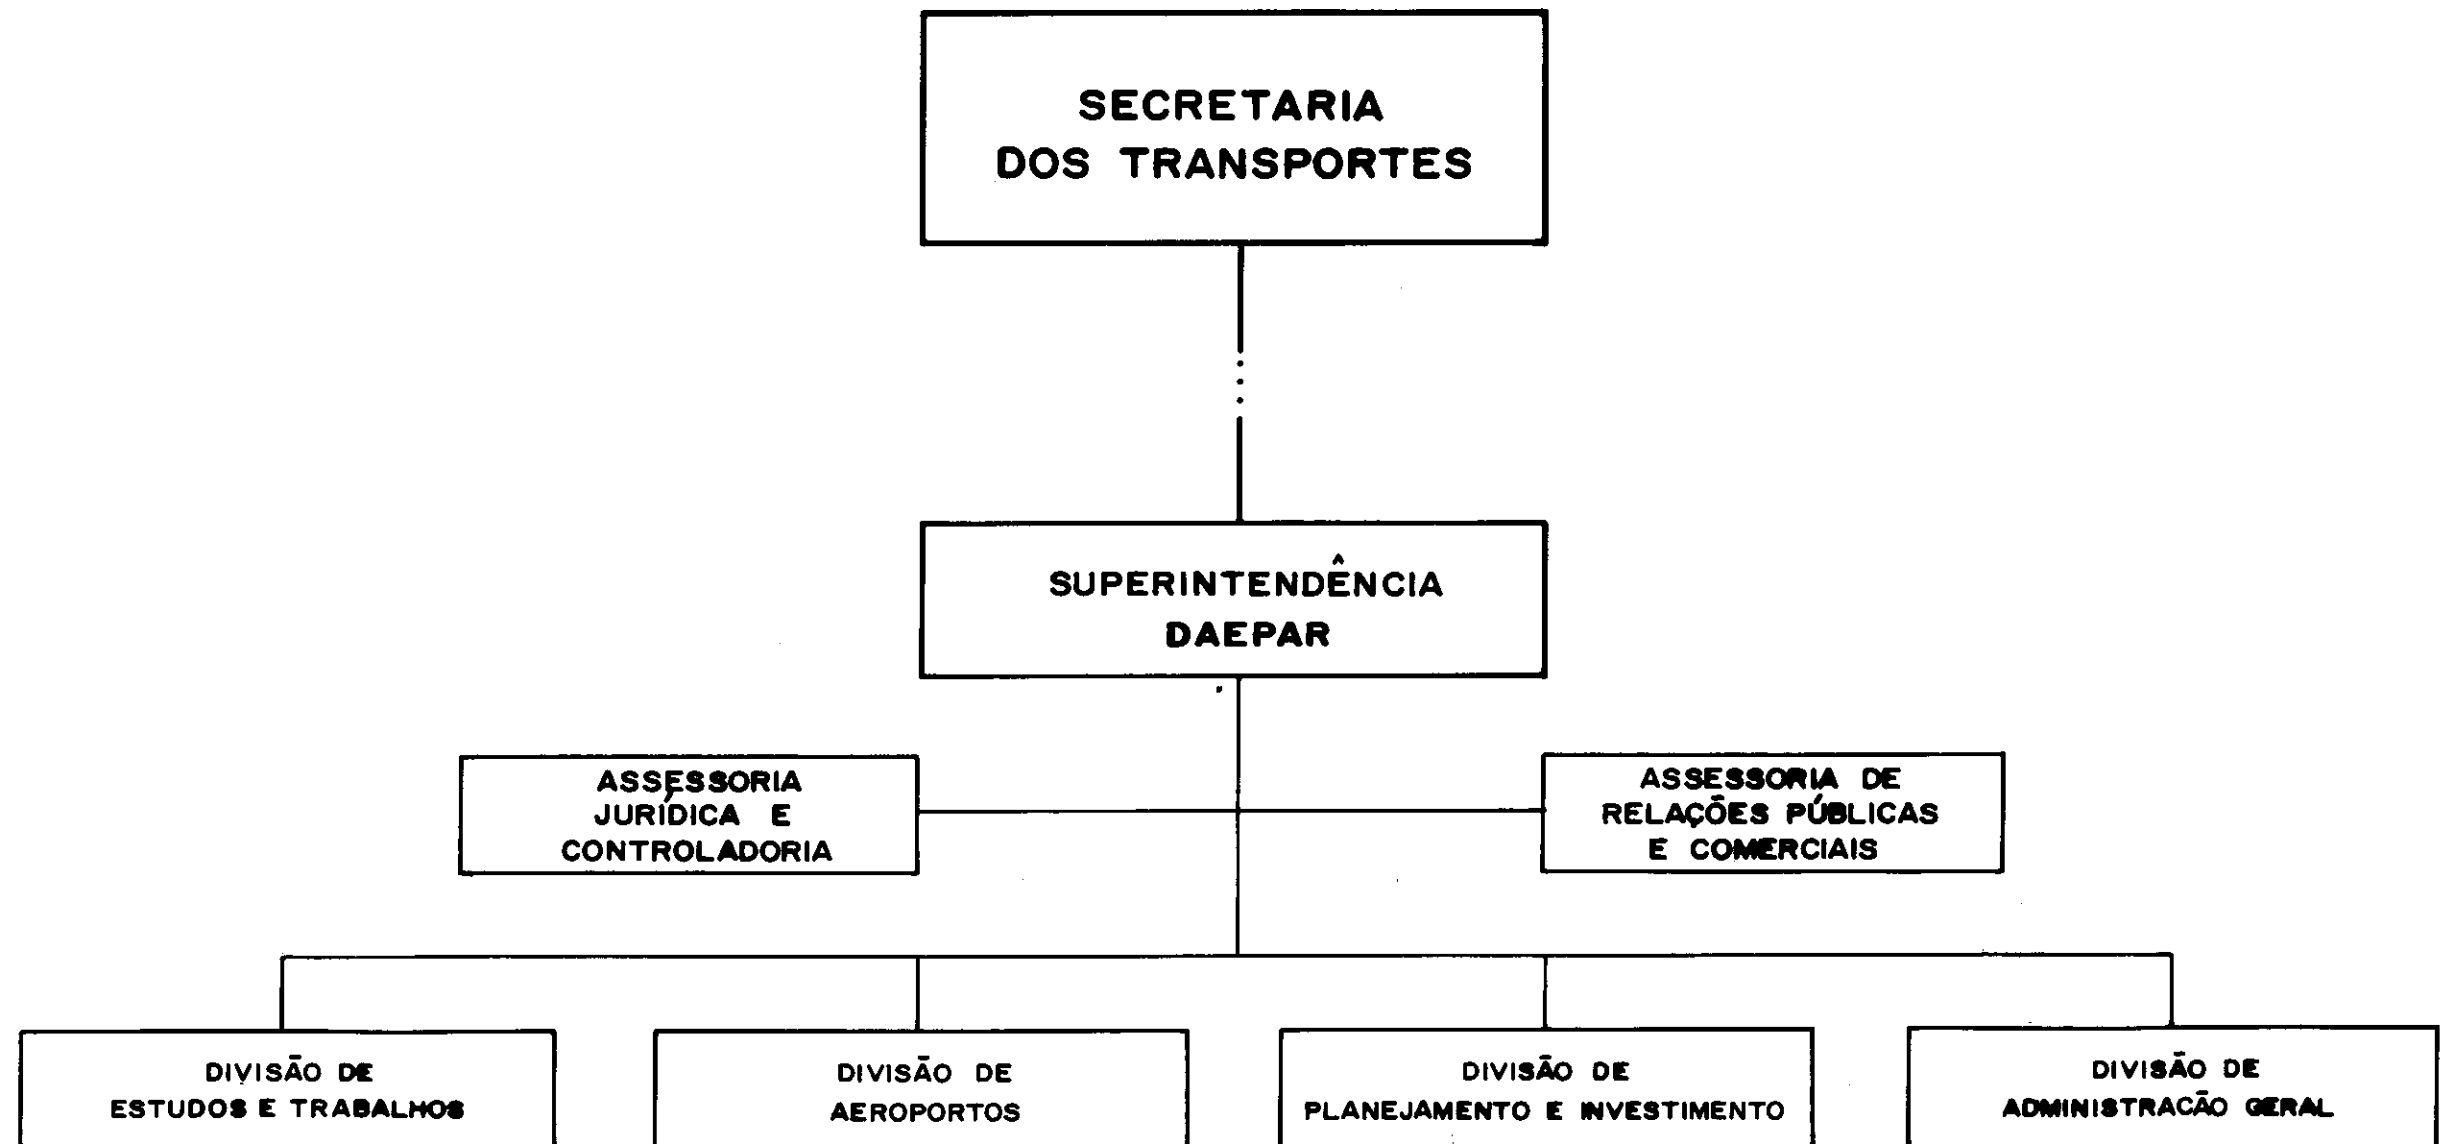 SECRETARIA
DOS TRANSPORTES
SUPERINTENDÊNCIA
DAEPAR
ASSESSORIA
JURÍDICA E
CONTROLADORIA
ASSESSORIA DE
RELAÇÕES PÚBLICAS
E COMERCIAIS
DIVISÃO DE
ESTUDOS E TRABALHOS
DIVISÃO DE
AEROPORTOS
DIVISÃO DE
PLANEJAMENTO E INVESTIMENTO
DIVISÃO DE
ADMINISTRACÃO GERAL